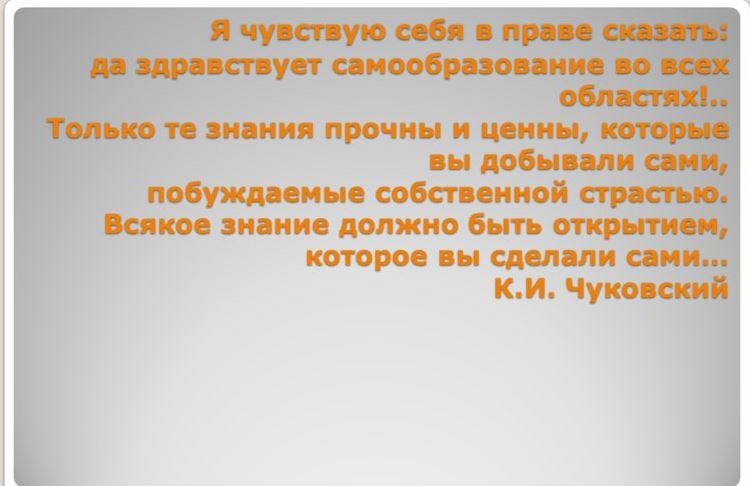 Я чувствую себя в праве сказать:
да здравствует самообразование во всех
областях!..
Только те знания прочны и ценны, которые
вы добывали сами,
побуждаемые собственной страстью.
Всякое знание должно быть открытием,
которое вы сделали сами...
К.И. Чуковский